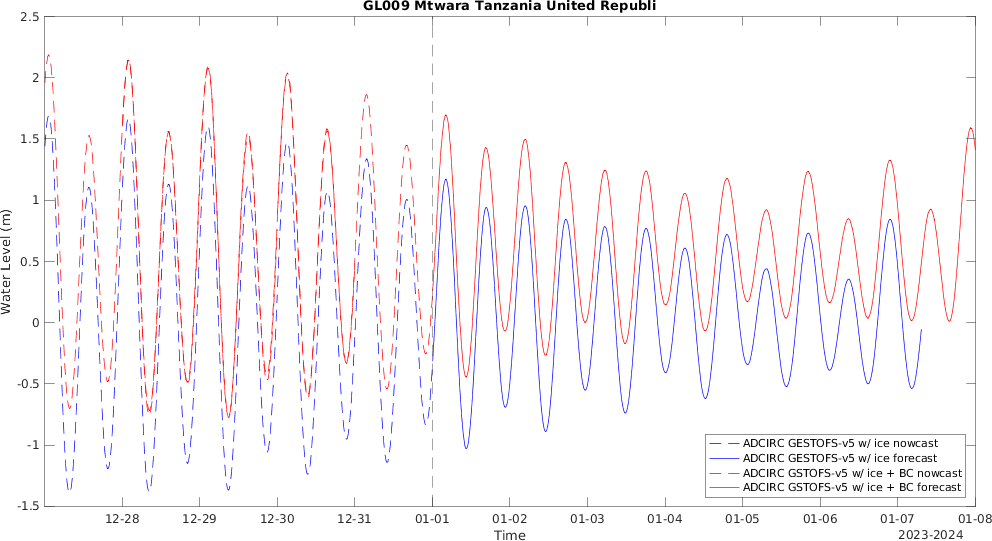 GL009 Mtwara Tanzania United Republi
2.5
2
1.5
1
0.5
0
-0.5
-1
-1.5
Water Level (m)
ADCIRC GESTOFS-v5 w/ ice nowcast
ADCIRC GESTOFS-v5 w/ ice forecast
ADCIRC GSTOFS-v5 w/ ice + BC nowcast
ADCIRC GSTOFS-v5 w/ ice + BC forecast
12-28 12-29 12-30 12-31 01-01 01-02 01-03 01-04 01-05 01-06 01-07 01-08
Time
2023-2024